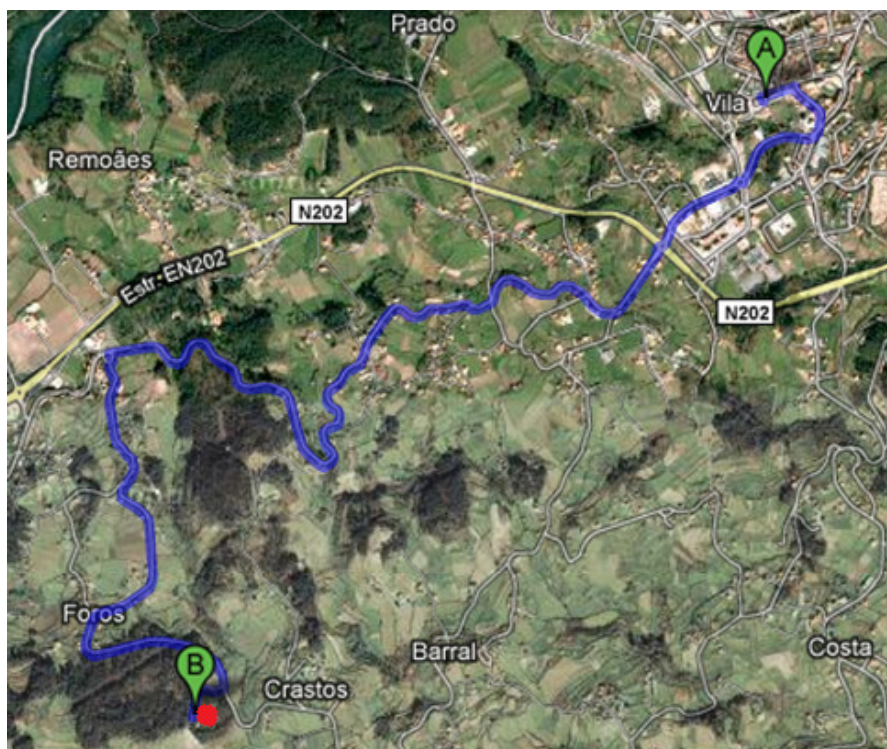 Prado
A
Vila
Remoães
N202
Estr. EN202
N202
Foros
B
Barral
Costa
Crastos